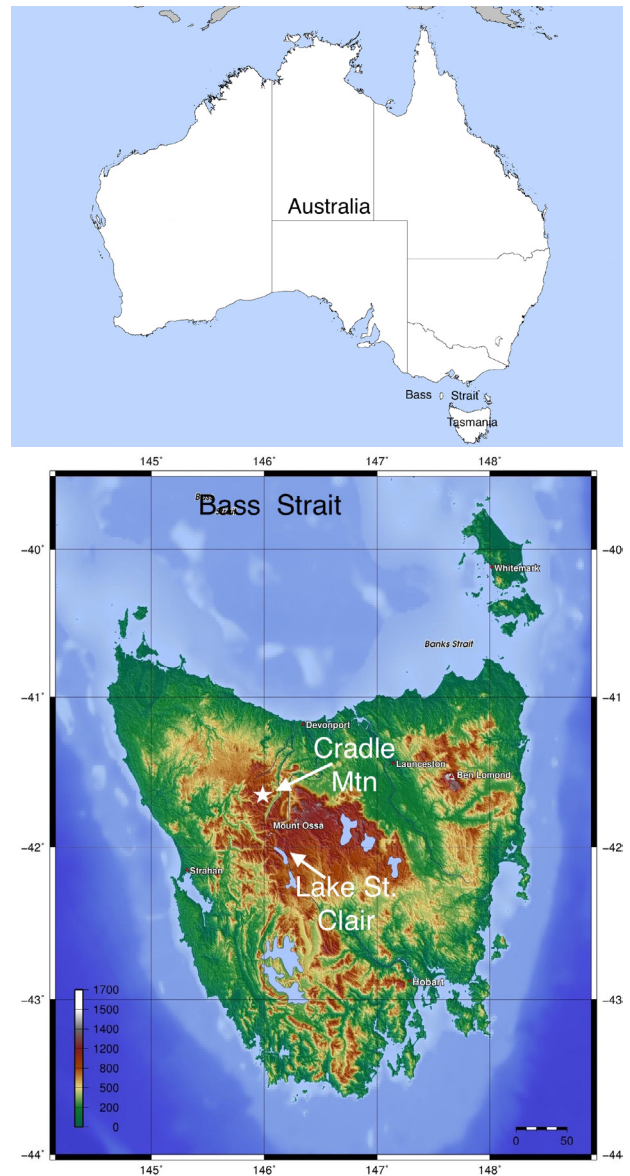 Australia
Bass Strait
Tasmania
145° 146° 147° 148°
Bass Strait
Bass
-40° -40
Whitemark
Banks Strait
-41° -41
Devonport
Cradle
Mtn
Launceston
Ben Lomond
Mount Ossa
-42° -42
Strahan
Lake St.
Clair
Hobart
-43° -43
1700
1500
1400
1200
800
500
200
0
0 50
-44° -44
145° 146° 147° 148°